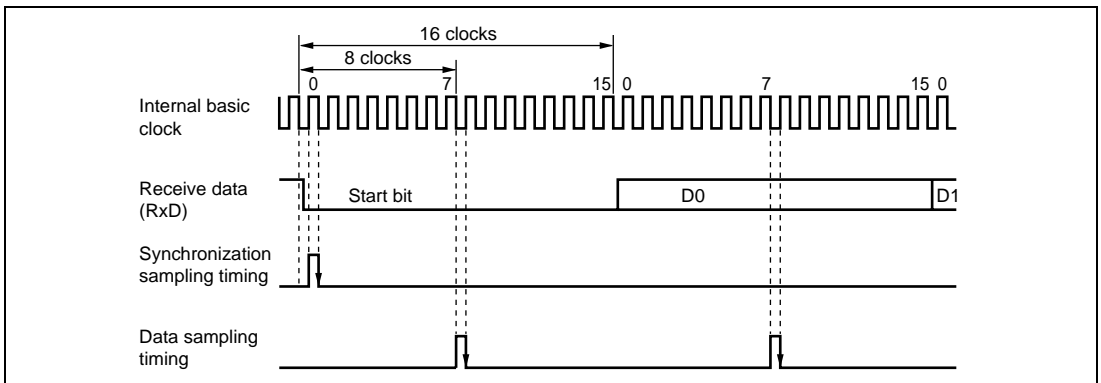 16 clocks
8 clocks
0 7 15 0 7 15 0
Internal basic
clock
Receive data
(RxD)
Start bit D0 D1
Synchronization
sampling timing
Data sampling
timing